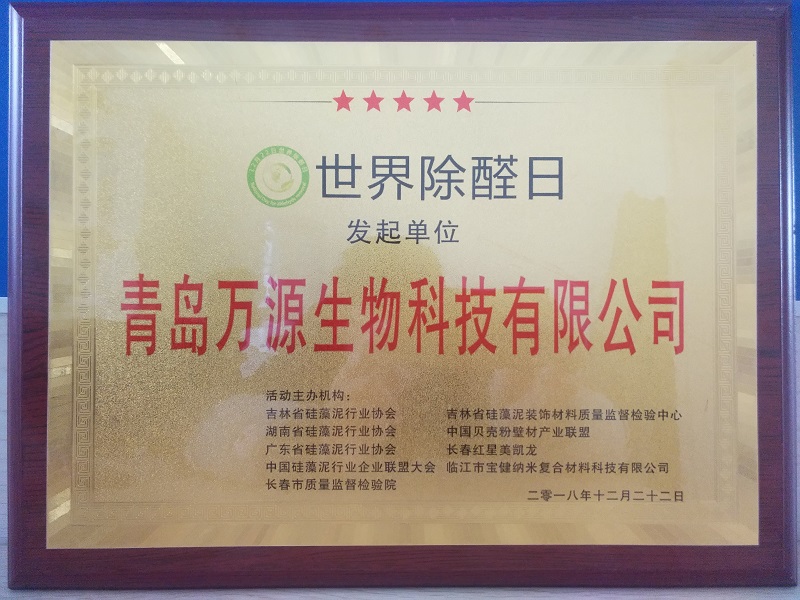 世界除醛日
发起单位
青岛万源生物科技有限公司
活动主办机构：
吉林省硅藻泥行业协会
湖南省硅藻泥行业协会
广东省硅藻泥行业协会
中国硅藻泥行业企业联盟大会
长春市质量监督检验院
吉林省硅藻泥装饰材料质量监督检验中心
中国贝壳粉壁材产业联盟
长春红星美凯龙
临江市宝健纳米复合材料科技有限公司
二零一八年十二月二十二日